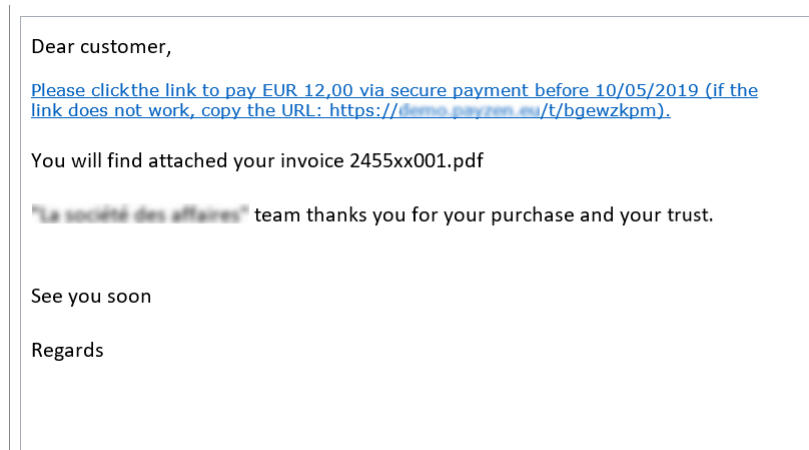 Dear customer,
Please clickthe link to pay EUR 12,00 via secure payment before 10/05/2019 (if the
link does not work, copy the URL: https:///t/bgewzkpm).
You will find attached your invoice 2455xx001.pdf
team thanks you for your purchase and your trust.
See you soon
Regards